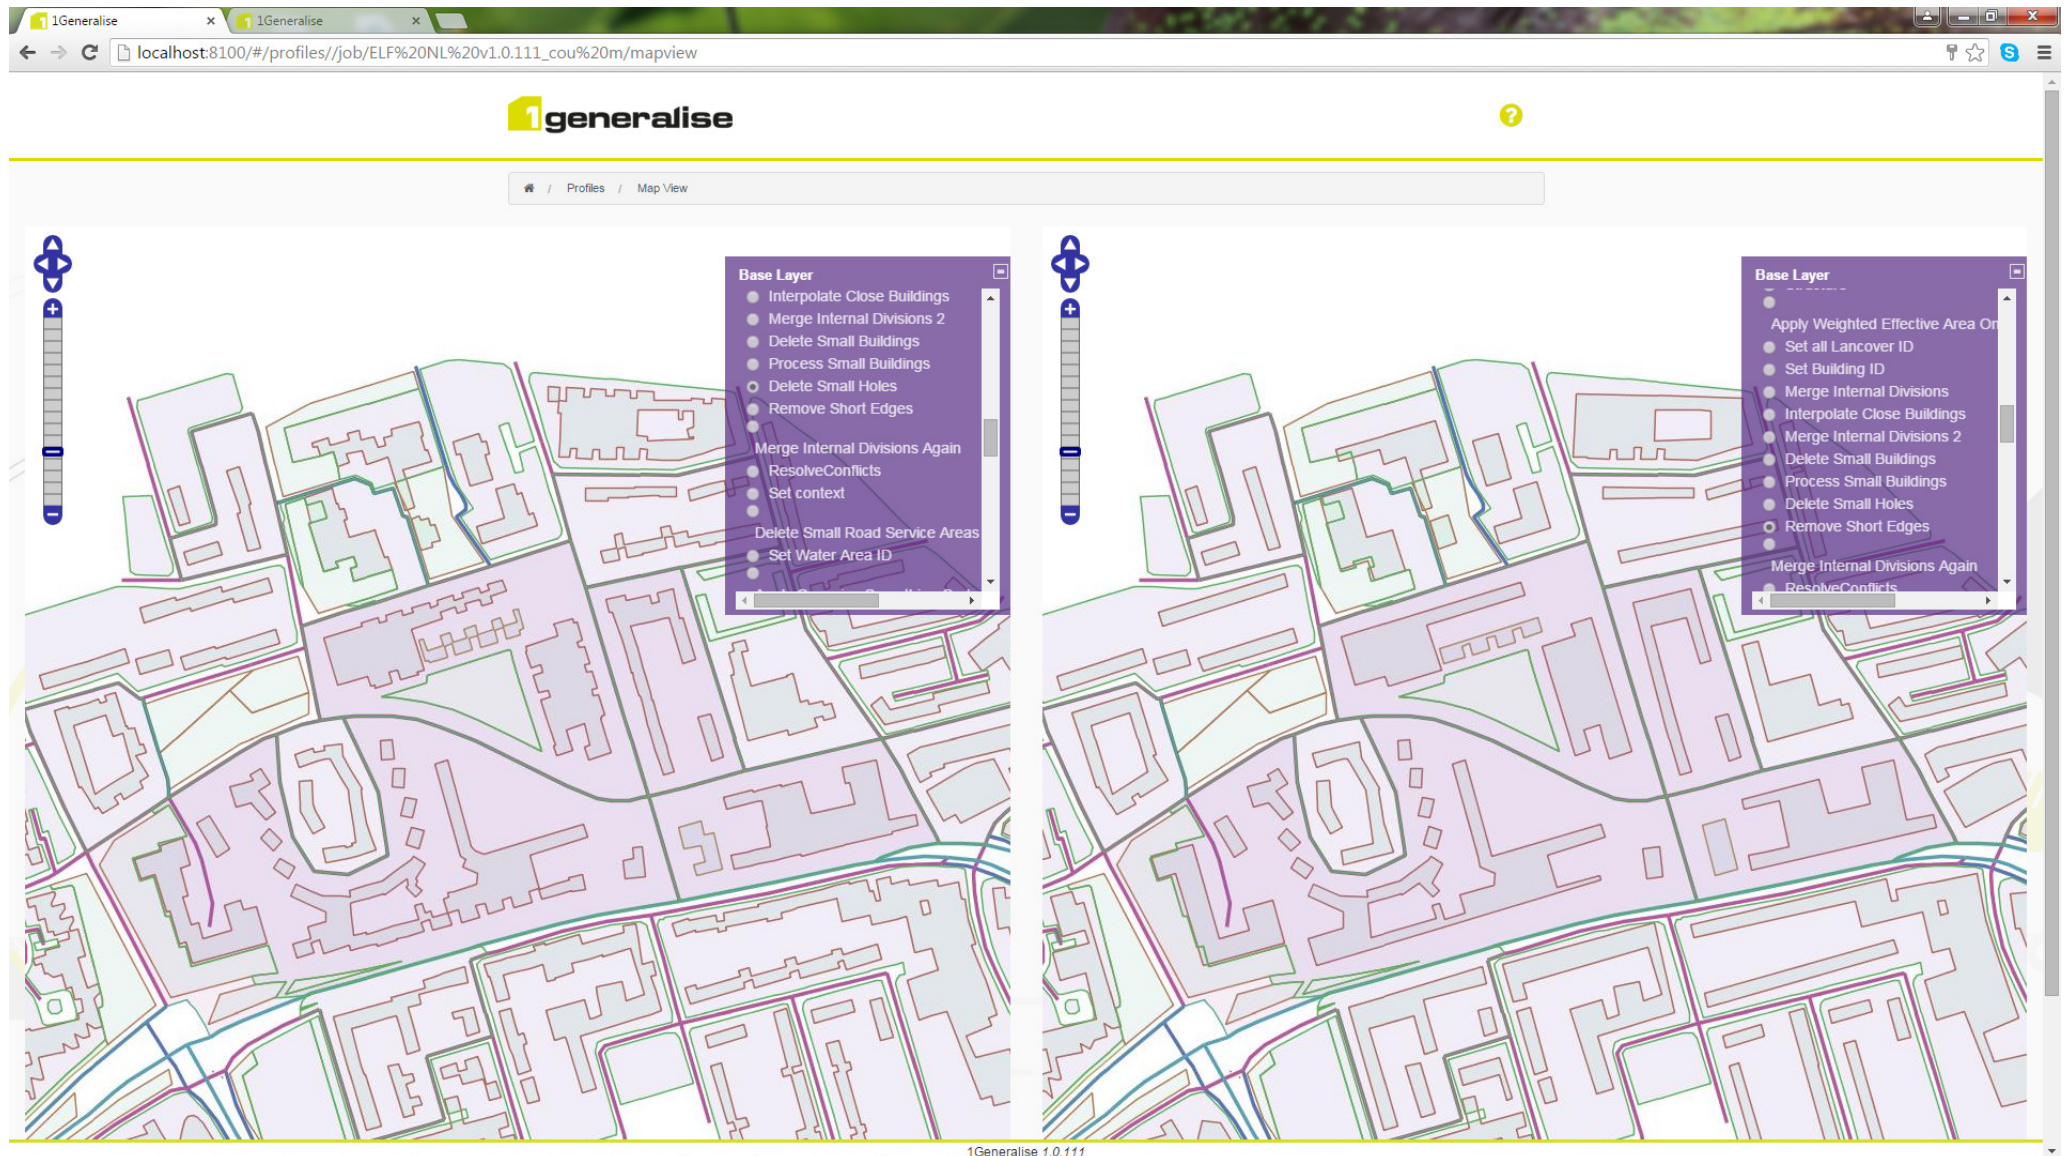 1Generalise
1Generalise
localhost:8100/#/profiles//job/ELF%20NL%20v1.0.111_cou%20m/mapview
1generalise
?
/ Profiles / Map View
Base Layer
Interpolate Close Buildings
Merge Internal Divisions 2
Delete Small Buildings
Process Small Buildings
Delete Small Holes
Remove Short Edges
Merge Internal Divisions Again
ResolveConflicts
Set context
Delete Small Road Service Areas
Set Water Area ID
Base Layer
Structure
Apply Weighted Effective Area On
Set all Lancover ID
Set Building ID
Merge Internal Divisions
Interpolate Close Buildings
Merge Internal Divisions 2
Delete Small Buildings
Process Small Buildings
Delete Small Holes
Remove Short Edges
Merge Internal Divisions Again
ResolveConflicts
1Generalise 1.0.111